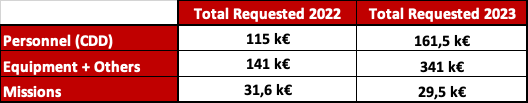 Total Requested 2022 Total Requested 2023
Personnel (CDD) 115 k€ 161,5 k€
Equipment + Others 141 k€ 341 k€
Missions 31,6 k€ 29,5 k€